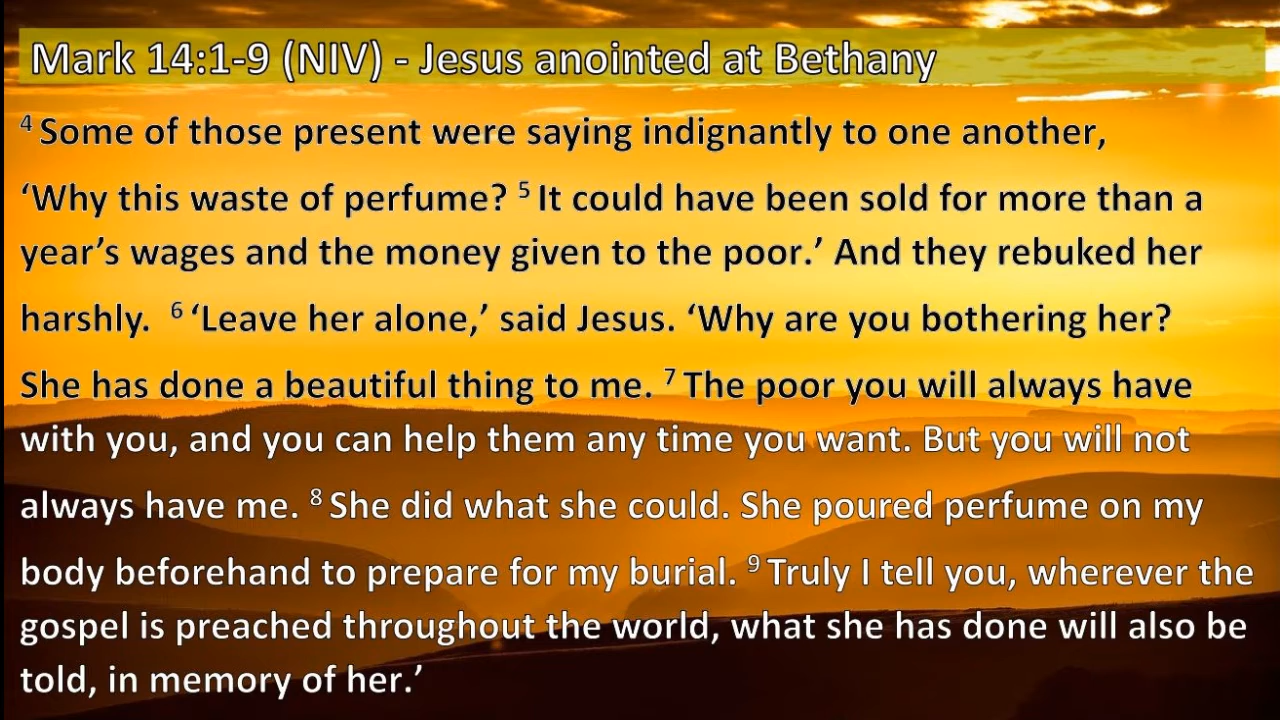 Mark 14:1-9 (NIV) - Jesus anointed at Bethany
⁴ Some of those present were saying indignantly to one another,
‘Why this waste of perfume? ⁵ It could have been sold for more than a
year’s wages and the money given to the poor.’ And they rebuked her
harshly. ⁶ ‘Leave her alone,’ said Jesus. ‘Why are you bothering her?
She has done a beautiful thing to me. ⁷ The poor you will always have
with you, and you can help them any time you want. But you will not
always have me. ⁸ She did what she could. She poured perfume on my
body beforehand to prepare for my burial. ⁹ Truly I tell you, wherever the
gospel is preached throughout the world, what she has done will also be
told, in memory of her.’